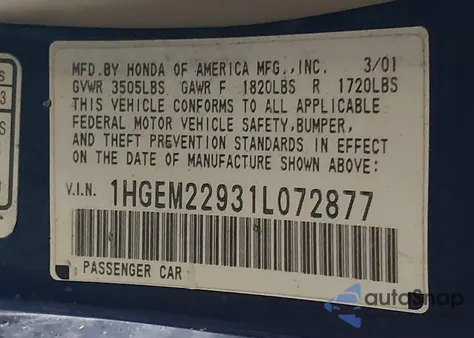 MFD.BY HONDA OF AMERICA MFG.,INC. 3/01
GVWR 3505LBS GAWR F 1820LBS R 1720LBS
THIS VEHICLE CONFORMS TO ALL APPLICABLE
FEDERAL MOTOR VEHICLE SAFETY,BUMPER,
AND THEFT PREVENTION STANDARDS IN EFFECT
ON THE DATE OF MANUFACTURE SHOWN ABOVE:
V.I.N. 1HGEM22931L072877
PASSENGER CAR
autosnap